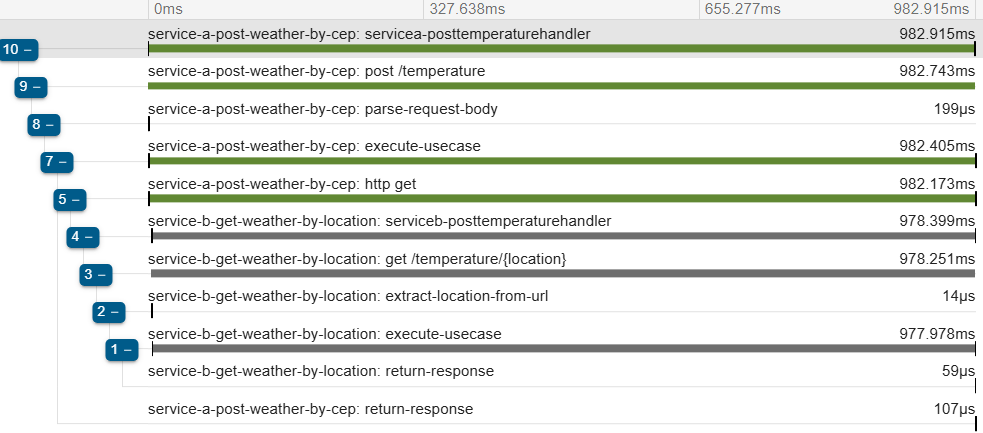 0ms 327.638ms 655.277ms 982.915ms
service-a-post-weather-by-cep: servicea-posttemperaturehandler 982.915ms
10 –
service-a-post-weather-by-cep: post /temperature 982.743ms
9 –
service-a-post-weather-by-cep: parse-request-body 199µs
8 –
service-a-post-weather-by-cep: execute-usecase 982.405ms
7 –
service-a-post-weather-by-cep: http get 982.173ms
5 –
service-b-get-weather-by-location: serviceb-posttemperaturehandler 978.399ms
4 –
service-b-get-weather-by-location: get /temperature/{location} 978.251ms
3 –
service-b-get-weather-by-location: extract-location-from-url 14µs
2 –
service-b-get-weather-by-location: execute-usecase 977.978ms
1 –
service-b-get-weather-by-location: return-response 59µs
service-a-post-weather-by-cep: return-response 107µs